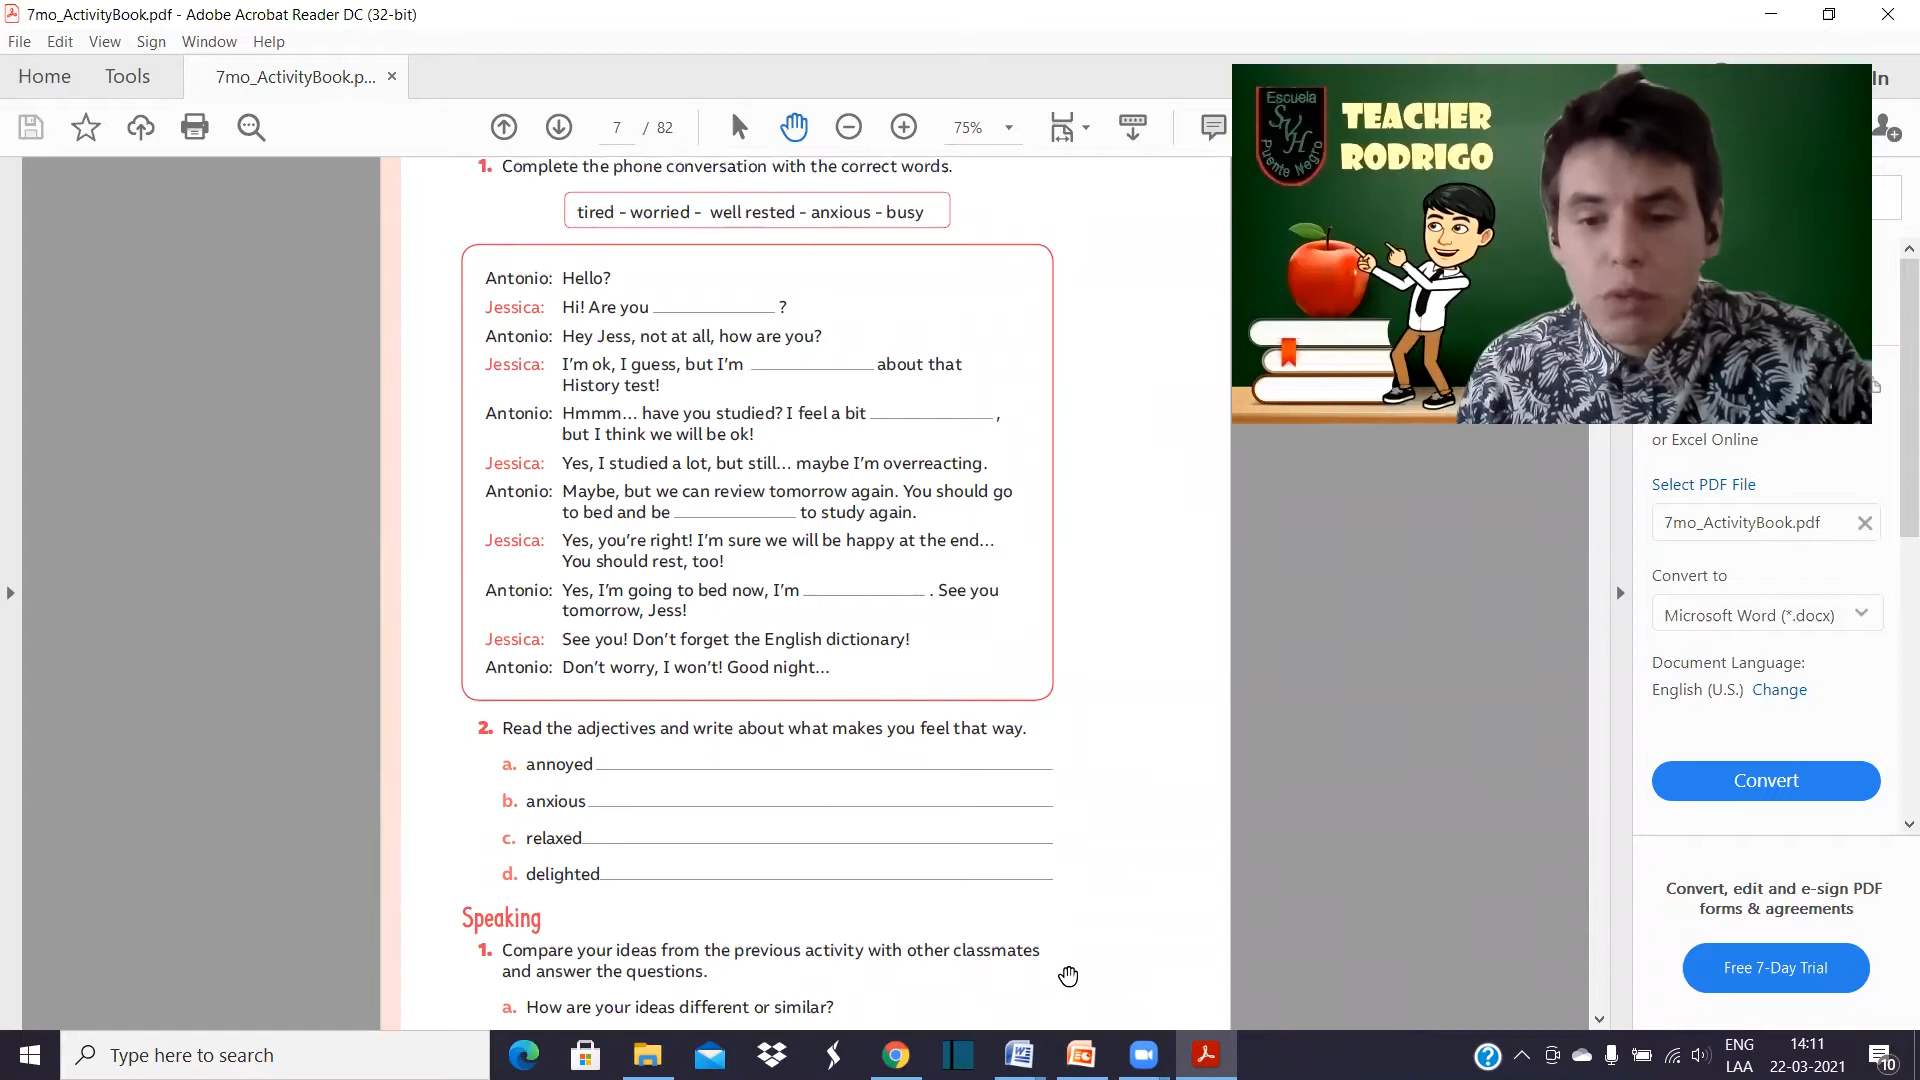 7mo_ActivityBook.pdf - Adobe Acrobat Reader DC (32-bit)
File Edit View Sign Window Help
Home Tools 7mo_ActivityBook.p... ×
7 / 82 75%
In
Escuela
SVH
Puente Negro
TEACHER
RODRIGO
1. Complete the phone conversation with the correct words.
tired - worried - well rested - anxious - busy
Antonio: Hello?
Jessica: Hi! Are you ____________ ?
Antonio: Hey Jess, not at all, how are you?
Jessica: I'm ok, I guess, but I'm ____________ about that
History test!
Antonio: Hmmm... have you studied? I feel a bit ____________ ,
but I think we will be ok!
Jessica: Yes, I studied a lot, but still... maybe I'm overreacting.
Antonio: Maybe, but we can review tomorrow again. You should go
to bed and be ____________ to study again.
Jessica: Yes, you're right! I'm sure we will be happy at the end...
You should rest, too!
Antonio: Yes, I'm going to bed now, I'm ____________ . See you
tomorrow, Jess!
Jessica: See you! Don't forget the English dictionary!
Antonio: Don't worry, I won't! Good night...
2. Read the adjectives and write about what makes you feel that way.
a. annoyed
b. anxious
c. relaxed
d. delighted
Speaking
1. Compare your ideas from the previous activity with other classmates
and answer the questions.
a. How are your ideas different or similar?
or Excel Online
Select PDF File
7mo_ActivityBook.pdf
Convert to
Microsoft Word (*.docx)
Document Language:
English (U.S.) Change
Convert
Convert, edit and e-sign PDF
forms & agreements
Free 7-Day Trial
Type here to search
ENG
LAA
14:11
22-03-2021
10